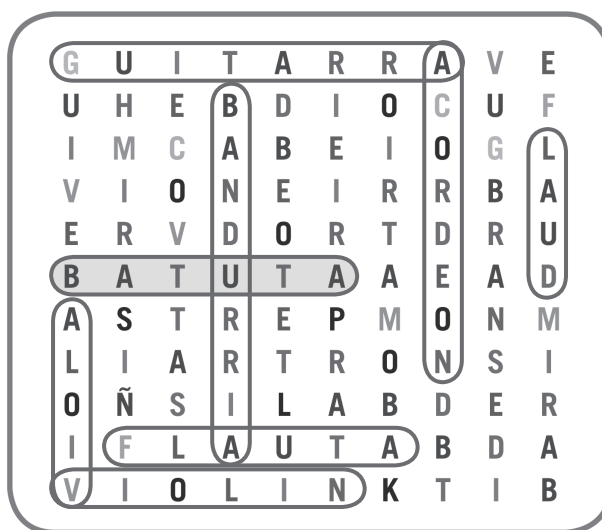 G U I T A R R A V E
U H E B D I O C U F
I M C A B E I O G L
V I O N E I R R B A
E R V D O R T D R U
B A T U T A A E A D
A S T R E P M O N M
L I A R T R O N S I
O Ñ S I L A B D E R
I F L A U T A B D A
V I O L I N K T I B